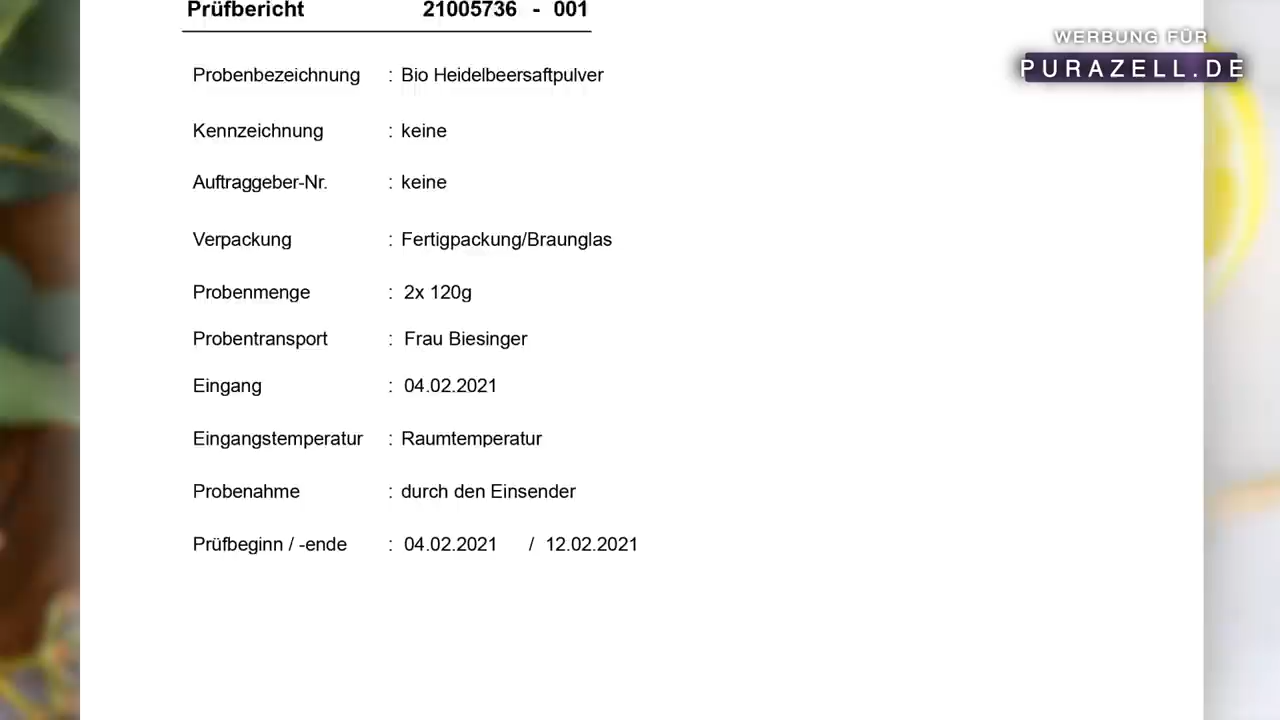 Prüfbericht 21005736 - 001
WERBUNG FÜR
PURAZELL.DE
Probenbezeichnung : Bio Heidelbeersaftpulver
Kennzeichnung : keine
Auftraggeber-Nr. : keine
Verpackung : Fertigpackung/Braunglas
Probenmenge : 2x 120g
Probentransport : Frau Biesinger
Eingang : 04.02.2021
Eingangstemperatur : Raumtemperatur
Probenahme : durch den Einsender
Prüfbeginn / -ende : 04.02.2021 / 12.02.2021